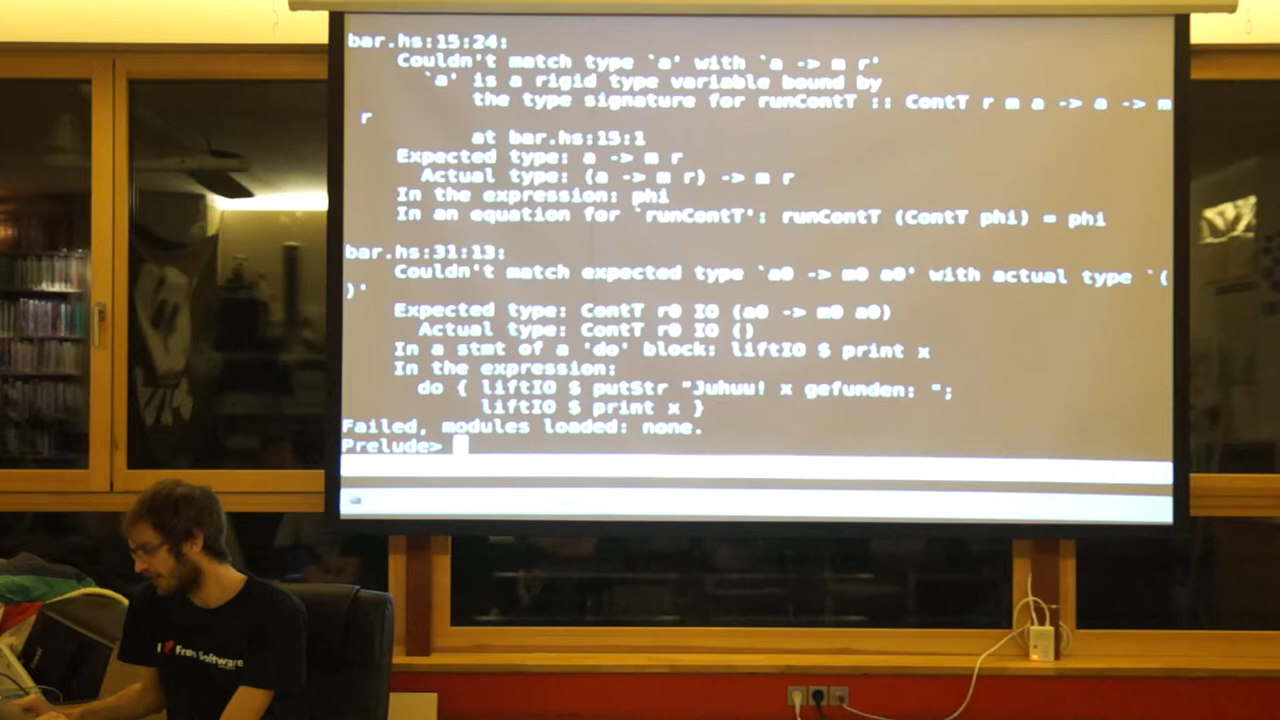 bar.hs:15:24:
Couldn't match type `a' with `a -> m r'
`a' is a rigid type variable bound by
the type signature for runContT :: ContT r m a -> a -> m
r
at bar.hs:15:1
Expected type: a -> m r
Actual type: (a -> m r) -> m r
In the expression: phi
In an equation for `runContT': runContT (ContT phi) = phi
bar.hs:31:13:
Couldn't match expected type `a0 -> m0 a0' with actual type `(
)'
Expected type: ContT r0 IO (a0 -> m0 a0)
Actual type: ContT r0 IO ()
In a stmt of a 'do' block: liftIO $ print x
In the expression:
do { liftIO $ putStr "Juhuu! x gefunden: ";
liftIO $ print x }
Failed, modules loaded: none.
Prelude>
I Free Software